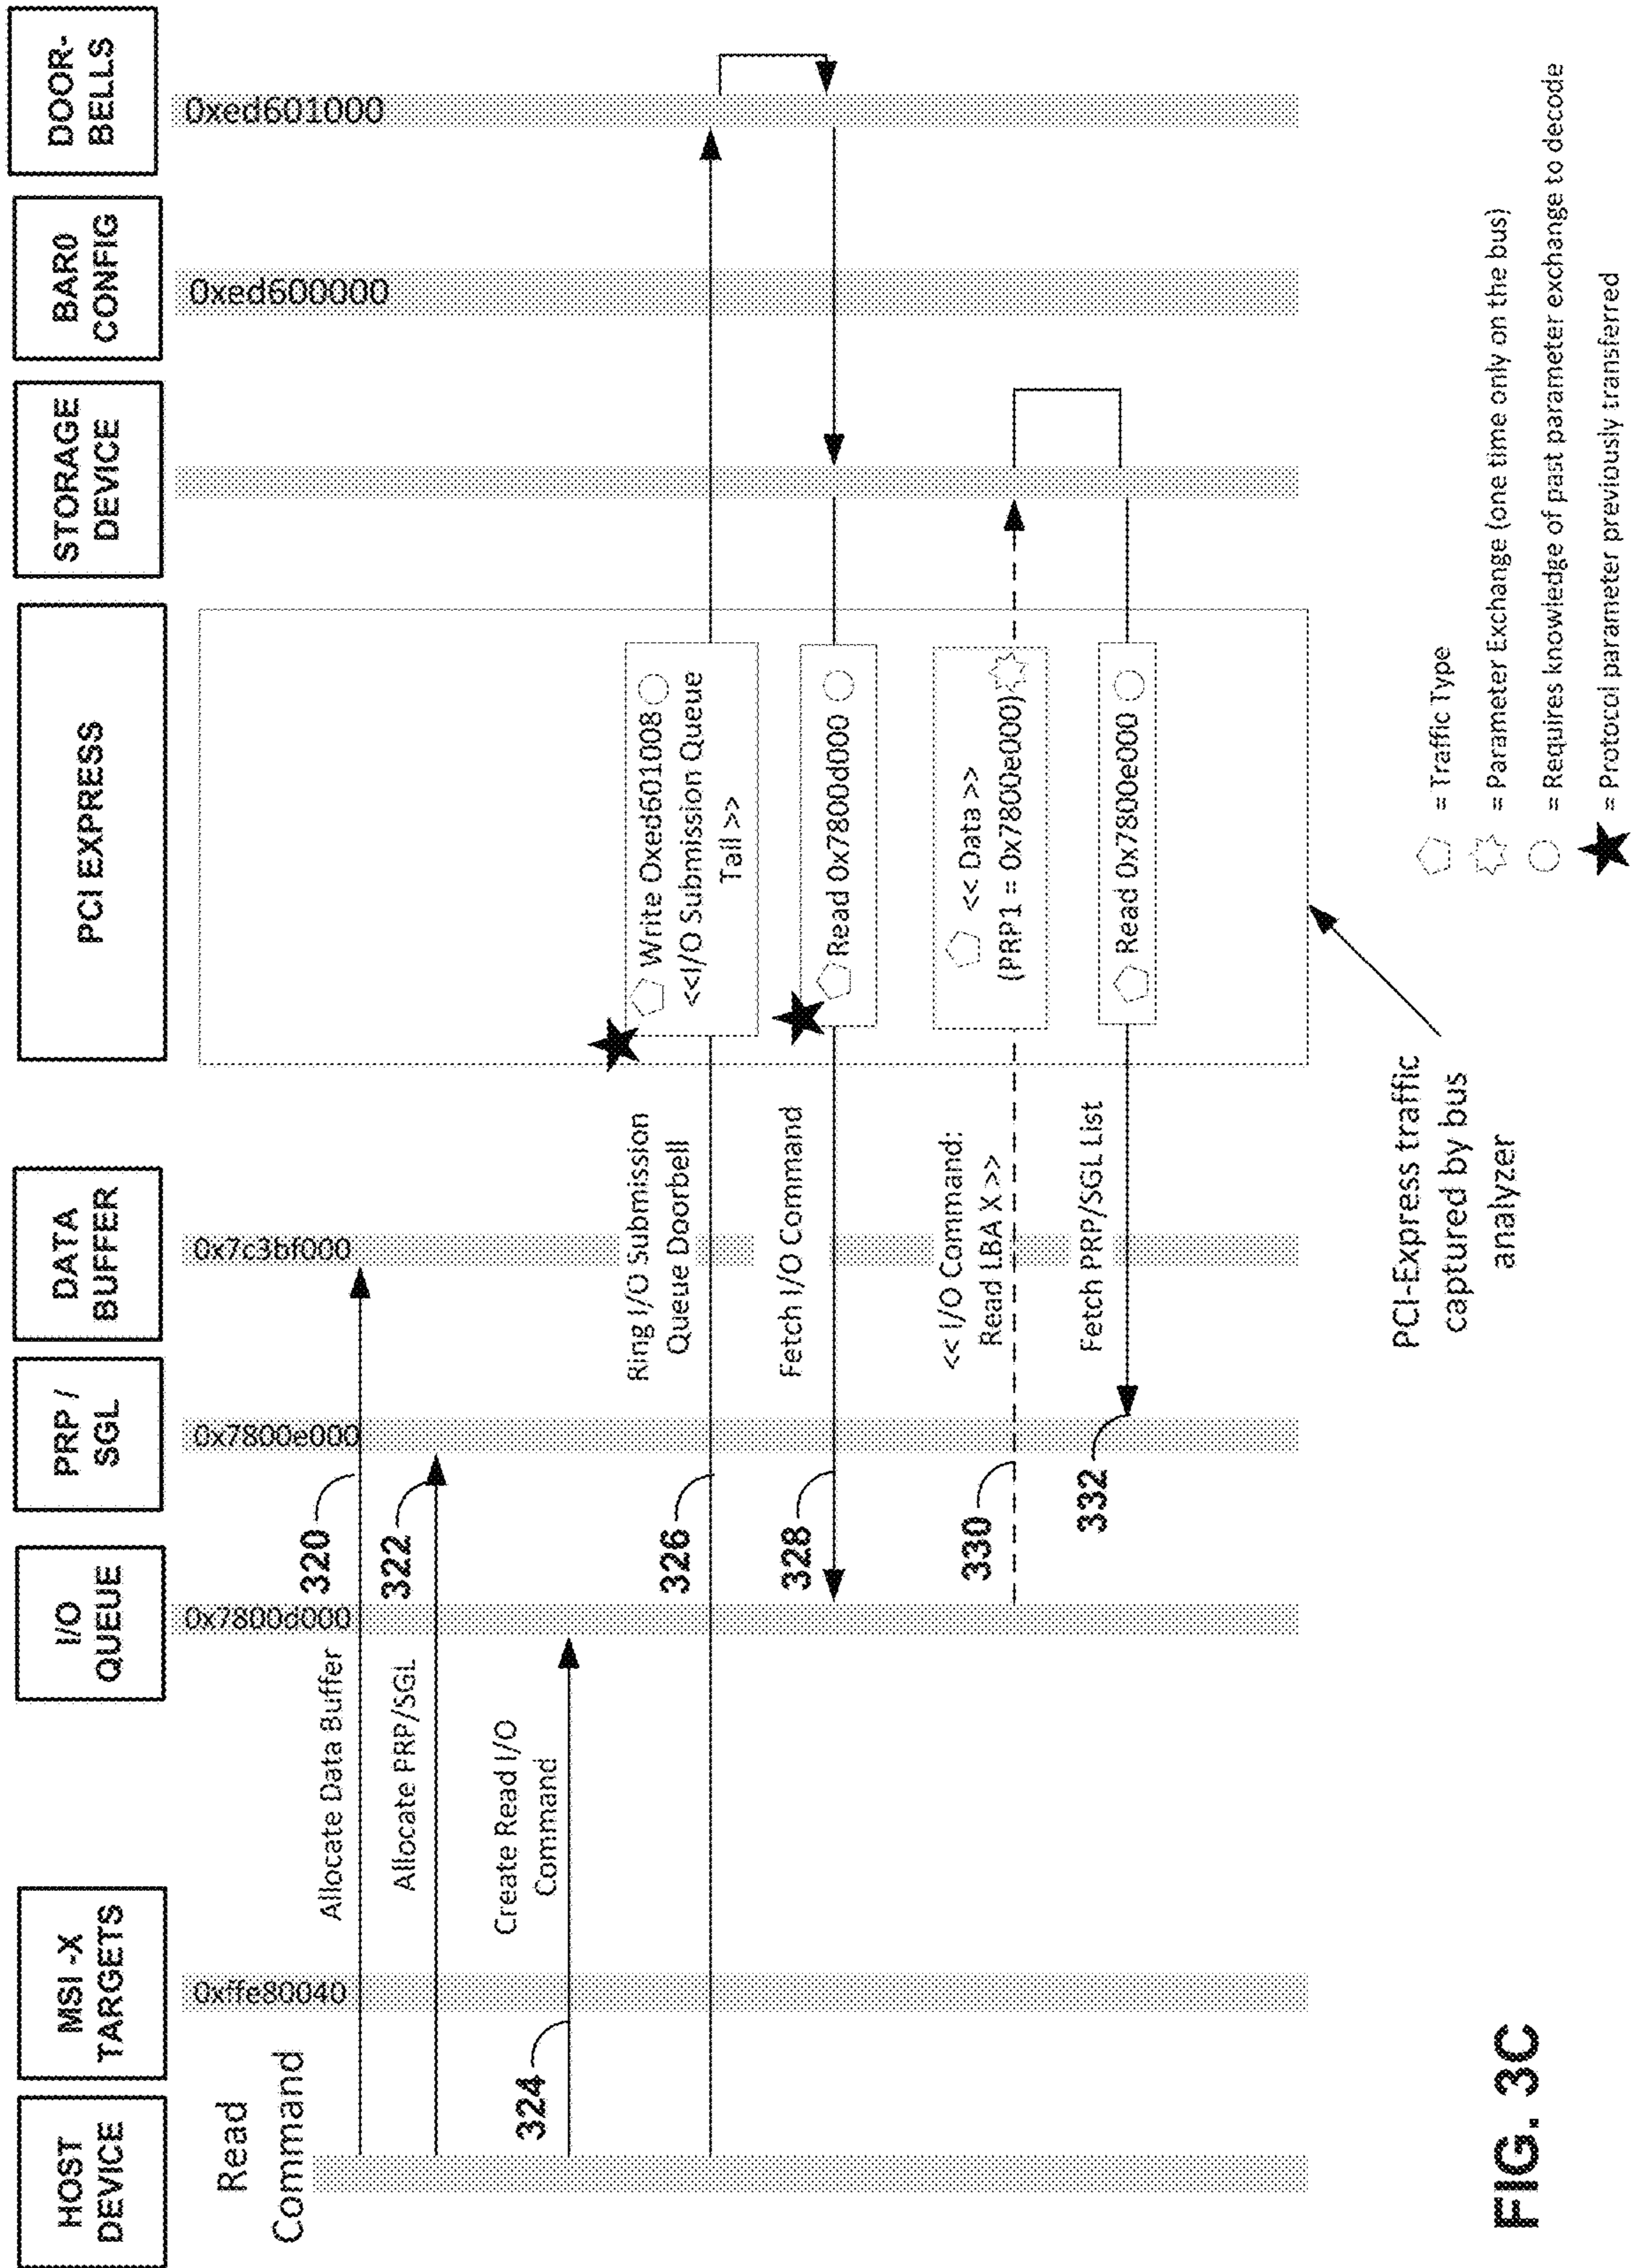 HOST
DEVICE
MSI -X
TARGETS
I/O
QUEUE
PRP /
SGL
DATA
BUFFER
PCI EXPRESS
STORAGE
DEVICE
BAR0
CONFIG
DOOR-
BELLS
0xffe80040
0x7800d000
0x7800e000
0x7c3bf000
0xed600000
0xed601000
Read
Command
Allocate Data Buffer
320
Allocate PRP/SGL
322
Create Read I/O
Command
324
Ring I/O Submission
Queue Doorbell
326
Write 0xed601008
<<I/O Submission Queue
Tail >>
Fetch I/O Command
328
Read 0x7800d000
<< I/O Command:
Read LBA X >>
330
<< Data >>
(PRP1 = 0x7800e000)
Fetch PRP/SGL List
332
Read 0x7800e000
PCI-Express traffic
captured by bus
analyzer
= Traffic Type
= Parameter Exchange (one time only on the bus)
= Requires knowledge of past parameter exchange to decode
= Protocol parameter previously transferred
FIG. 3C